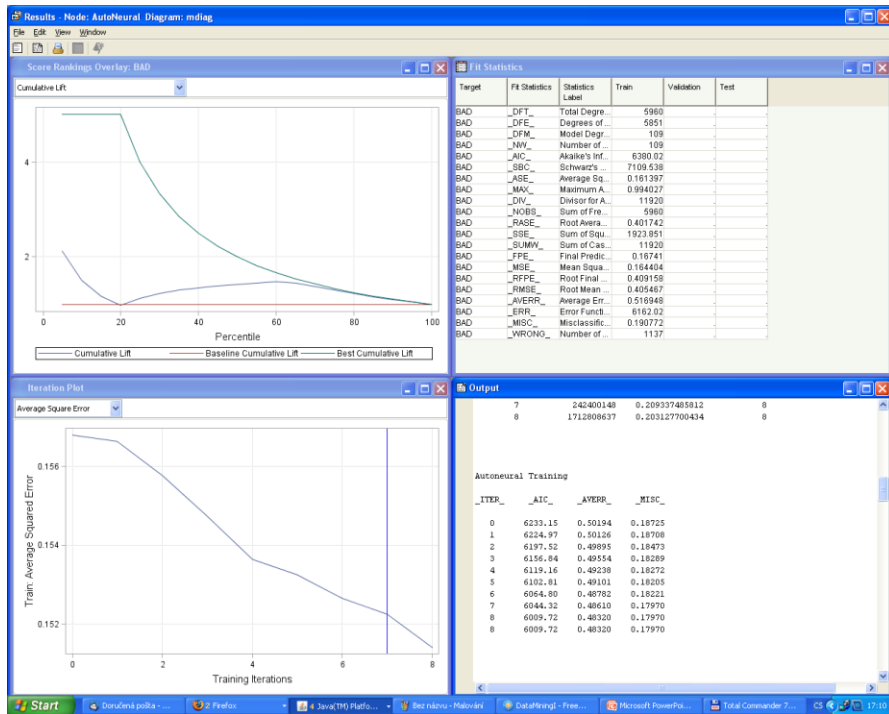 Results - Node: AutoNeural Diagram: mdiag
File Edit View Window
Score Rankings Overlay: BAD
Cumulative Lift
4
2
0 20 40 60 80 100
Percentile
Cumulative Lift Baseline Cumulative Lift Best Cumulative Lift
Fit Statistics
Target Fit Statistics Statistics Label Train Validation Test
BAD _DFT_ Total Degre... 5960 . .
BAD _DFE_ Degrees of ... 5851 . .
BAD _DFM_ Model Degr... 109 . .
BAD _NW_ Number of ... 109 . .
BAD _AIC_ Akaike's Inf... 6380.02 . .
BAD _SBC_ Schwarz's ... 7109.538 . .
BAD _ASE_ Average Sq... 0.161397 . .
BAD _MAX_ Maximum A... 0.994027 . .
BAD _DIV_ Divisor for A... 11920 . .
BAD _NOBS_ Sum of Fre... 5960 . .
BAD _RASE_ Root Avera... 0.401742 . .
BAD _SSE_ Sum of Squ... 1923.851 . .
BAD _SUMW_ Sum of Cas... 11920 . .
BAD _FPE_ Final Predic... 0.16741 . .
BAD _MSE_ Mean Squa... 0.164404 . .
BAD _RFPE_ Root Final ... 0.409158 . .
BAD _RMSE_ Root Mean ... 0.405467 . .
BAD _AVERR_ Average Err... 0.516948 . .
BAD _ERR_ Error Functi... 6162.02 . .
BAD _MISC_ Misclassific... 0.190772 . .
BAD _WRONG_ Number of ... 1137 . .
Iteration Plot
Average Square Error
Train: Average Squared Error
0.156
0.154
0.152
0 2 4 6 8
Training Iterations
Output
7 242400148 0.209337485812 8
8 1712808637 0.203127700434 8
Autoneural Training
_ITER_ _AIC_ _AVERR_ _MISC_
0 6233.15 0.50194 0.18725
1 6224.97 0.50126 0.18708
2 6197.52 0.49895 0.18473
3 6156.84 0.49554 0.18289
4 6119.16 0.49238 0.18272
5 6102.81 0.49101 0.18205
6 6064.80 0.48782 0.18221
7 6044.32 0.48610 0.17970
8 6009.72 0.48320 0.17970
8 6009.72 0.48320 0.17970
Start Doručená pošta - ... 2 Firefox 4 Java(TM) Platfo... Bez názvu - Malování DataMiningI - Free... Microsoft PowerPoi... Total Commander 7... CS 17:10